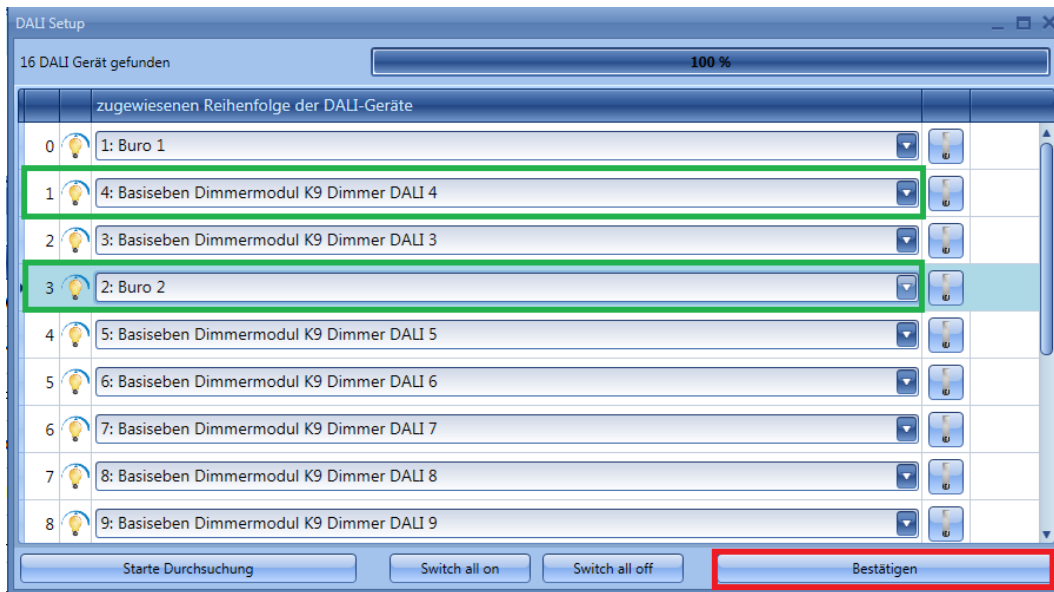 DALI Setup
16 DALI Gerät gefunden
100 %
zugewiesenen Reihenfolge der DALI-Geräte
0 1: Buro 1
1 4: Basiseben Dimmermodul K9 Dimmer DALI 4
2 3: Basiseben Dimmermodul K9 Dimmer DALI 3
3 2: Buro 2
4 5: Basiseben Dimmermodul K9 Dimmer DALI 5
5 6: Basiseben Dimmermodul K9 Dimmer DALI 6
6 7: Basiseben Dimmermodul K9 Dimmer DALI 7
7 8: Basiseben Dimmermodul K9 Dimmer DALI 8
8 9: Basiseben Dimmermodul K9 Dimmer DALI 9
Starte Durchsuchung Switch all on Switch all off Bestätigen